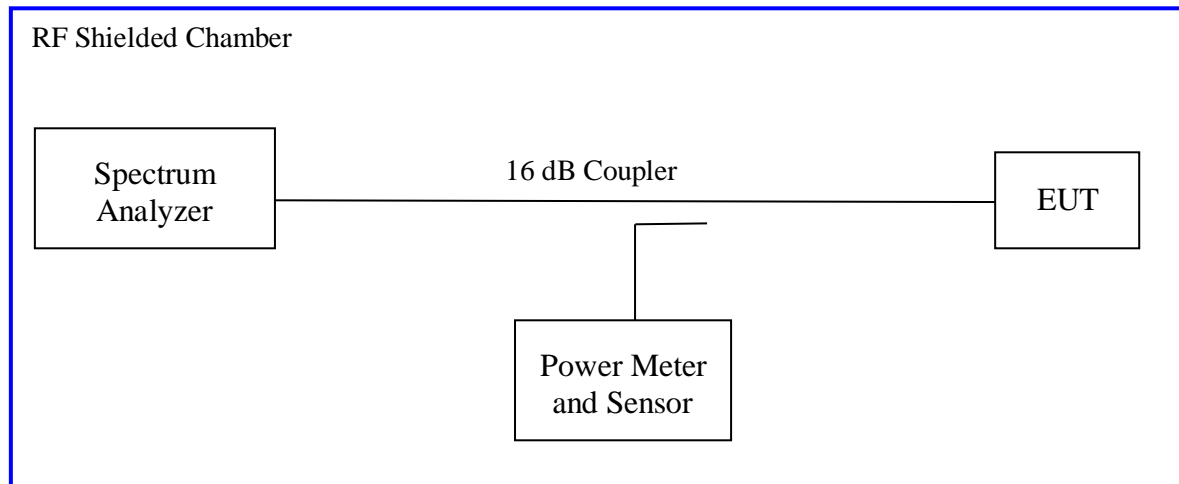 RF Shielded Chamber
Spectrum
Analyzer
16 dB Coupler
EUT
Power Meter
and Sensor